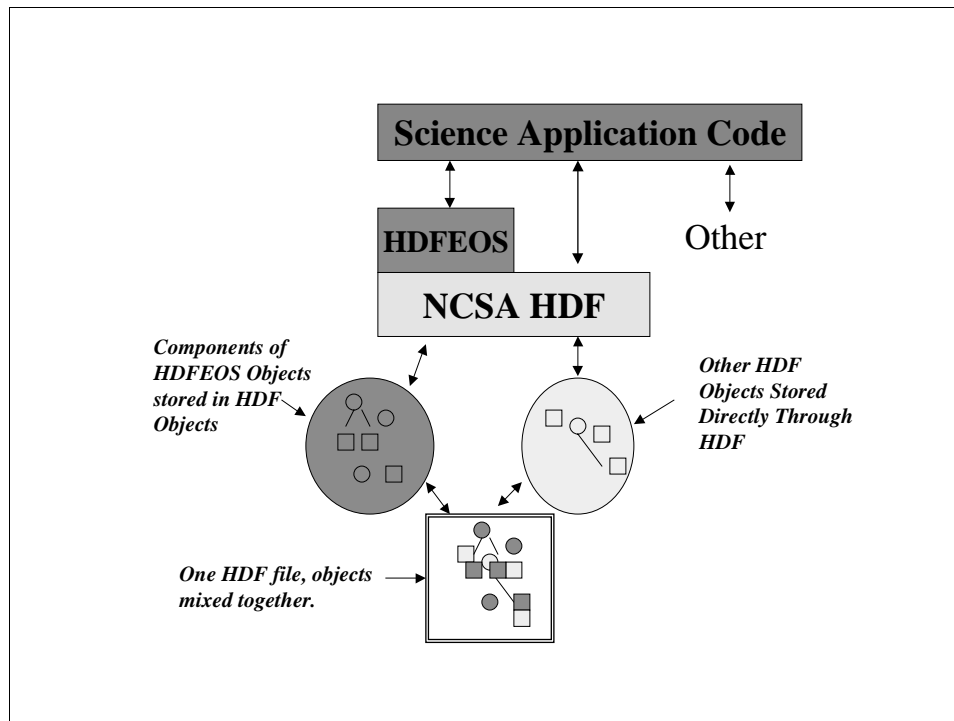 Science Application Code
HDFEOS
Other
NCSA HDF
Components of
HDFEOS Objects
stored in HDF
Objects
Other HDF
Objects Stored
Directly Through
HDF
One HDF file, objects
mixed together.